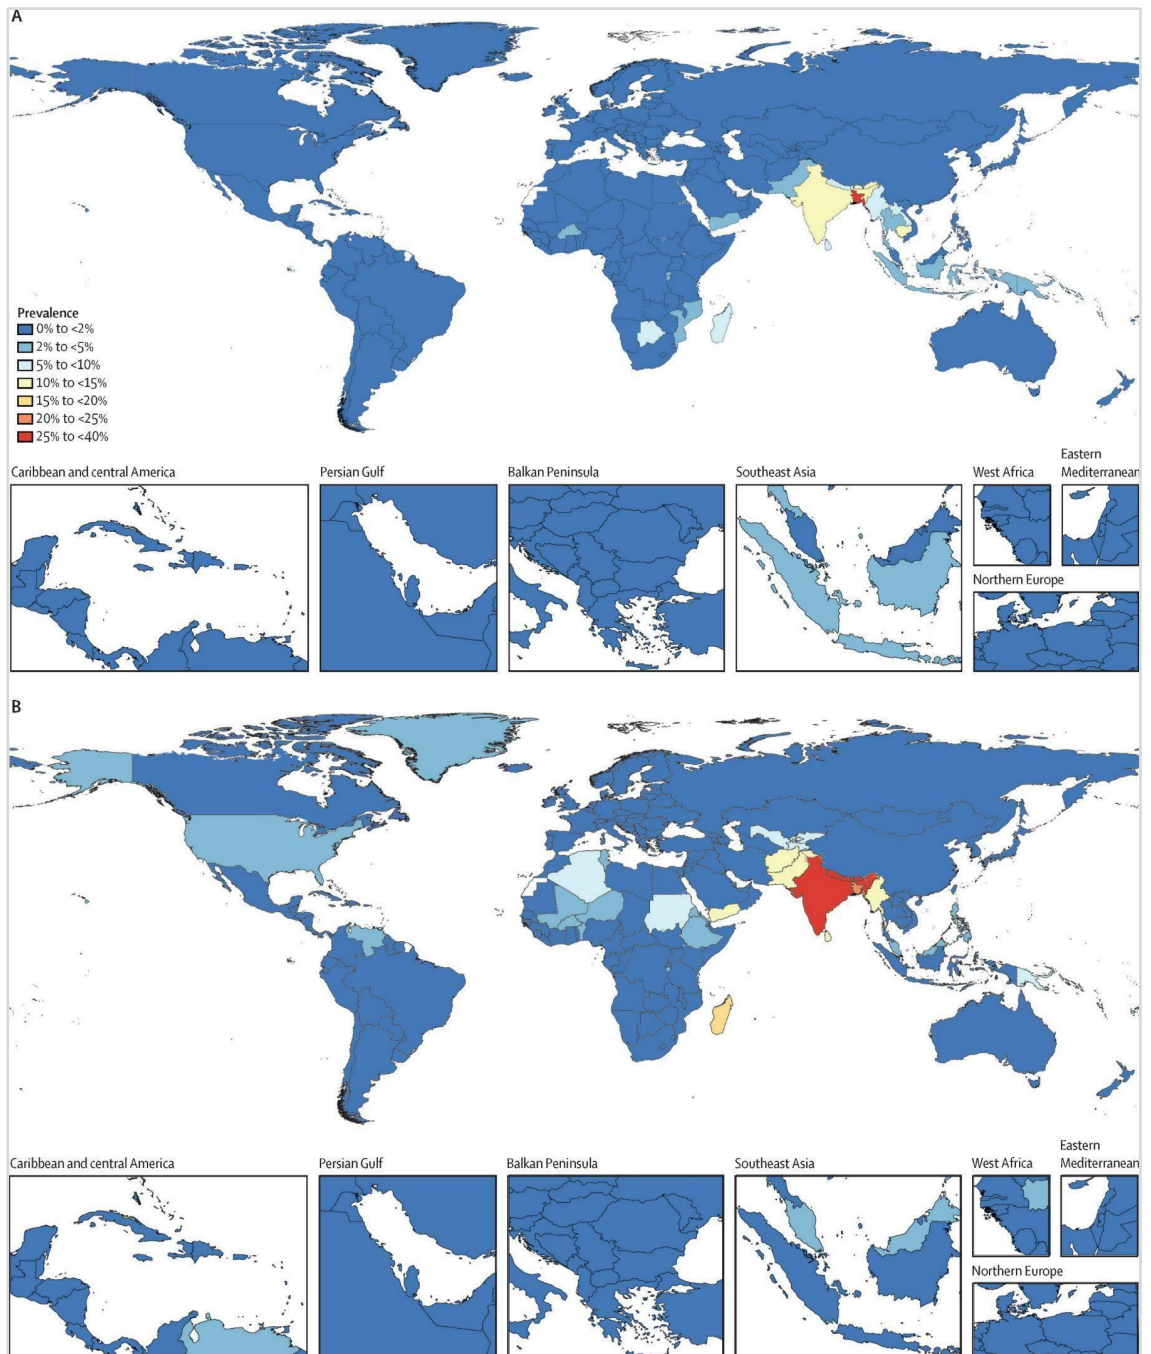 A
Prevalence
0% to <2%
2% to <5%
5% to <10%
10% to <15%
15% to <20%
20% to <25%
25% to <40%
Caribbean and central America
Persian Gulf
Balkan Peninsula
Southeast Asia
West Africa
Eastern
Mediterranean
Northern Europe
B
Caribbean and central America
Persian Gulf
Balkan Peninsula
Southeast Asia
West Africa
Eastern
Mediterranean
Northern Europe